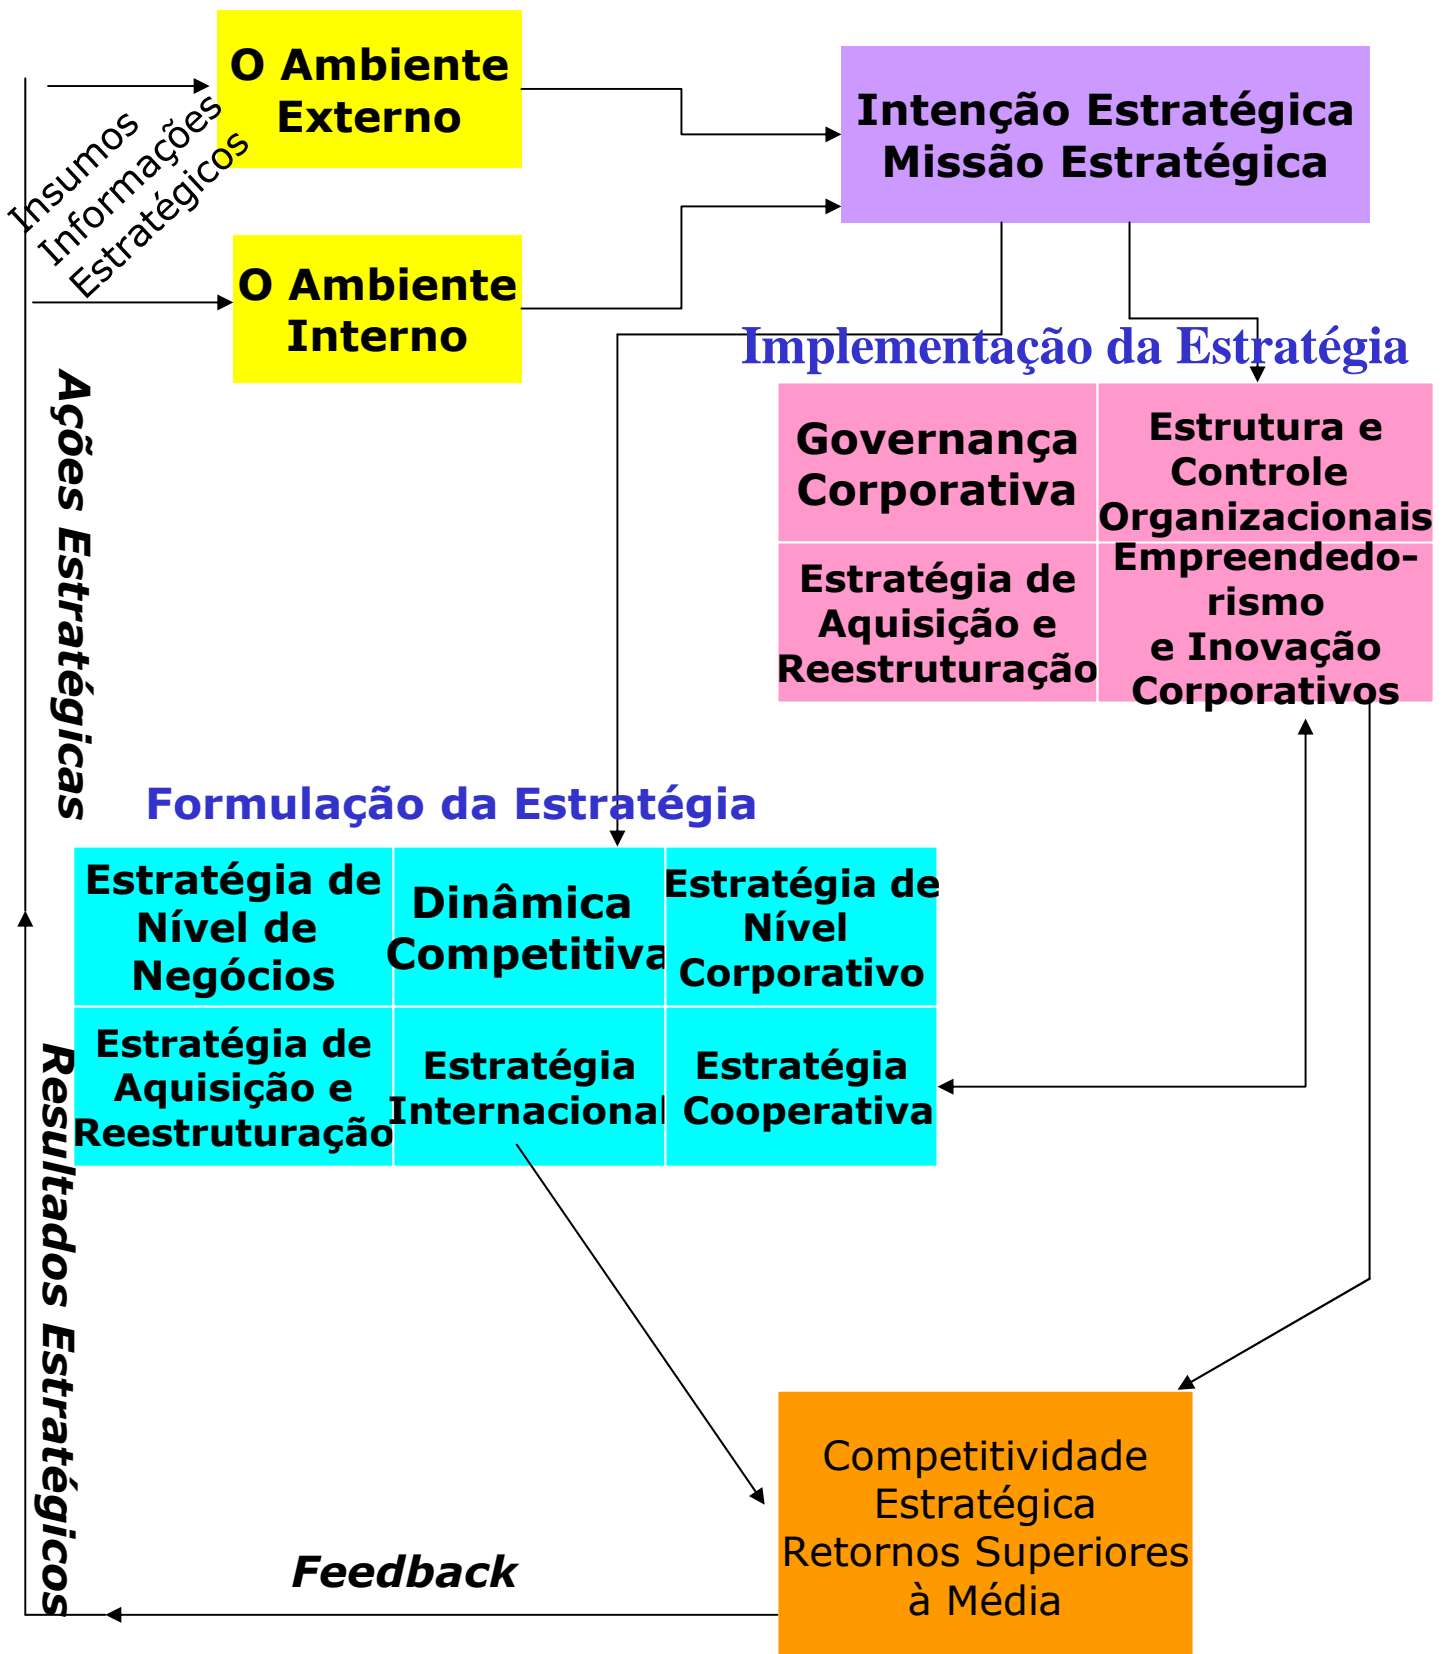 O Ambiente
Externo
Intenção Estratégica
Missão Estratégica
Insumos
Informações
Estratégicos
O Ambiente
Interno
Implementação da Estratégia
Governança
Corporativa
Estrutura e
Controle
Organizacionais
Estratégia de
Aquisição e
Reestruturação
Empreendedo-
rismo
e Inovação
Corporativos
Ações Estratégicas
Formulação da Estratégia
Estratégia de
Nível de
Negócios
Dinâmica
Competitiva
Estratégia de
Nível
Corporativo
Estratégia de
Aquisição e
Reestruturação
Estratégia
Internacional
Estratégia
Cooperativa
Resultados Estratégicos
Competitividade
Estratégica
Retornos Superiores
à Média
Feedback